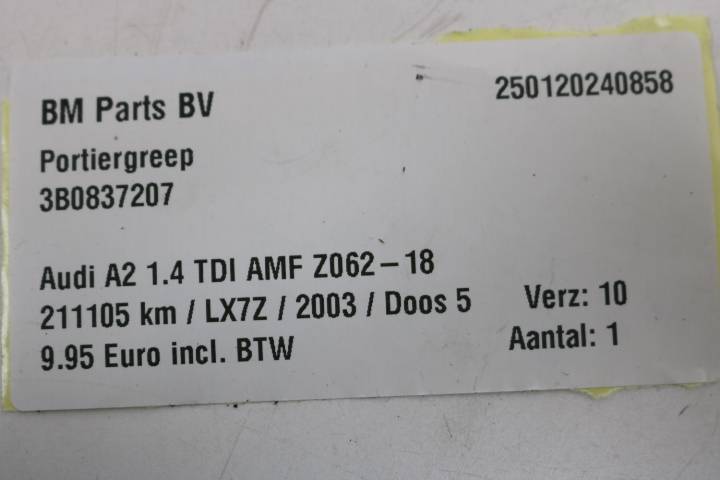 BM Parts BV
250120240858
Portiergreep
3B0837207
Audi A2 1.4 TDI AMF Z062-18
211105 km / LX7Z / 2003 / Doos 5
Verz: 10
9.95 Euro incl. BTW
Aantal: 1